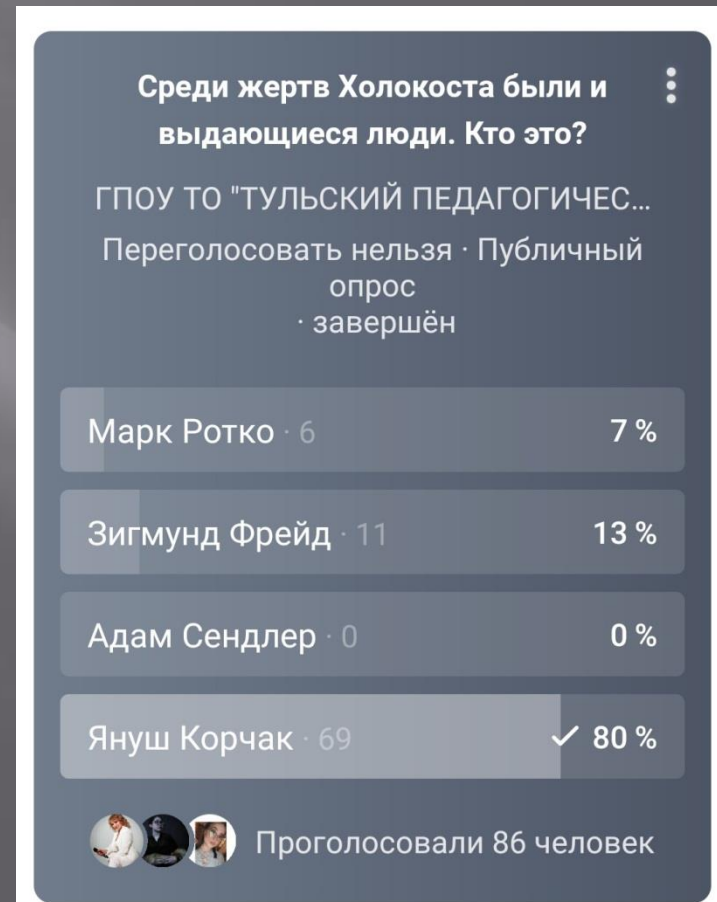 Среди жертв Холокоста были и
выдающиеся люди. Кто это?
ГПОУ ТО "ТУЛЬСКИЙ ПЕДАГОГИЧЕС...
Переголосовать нельзя · Публичный
опрос
· завершён
Марк Ротко · 6 7 %
Зигмунд Фрейд · 11 13 %
Адам Сендлер · 0 0 %
Януш Корчак · 69 80 %
Проголосовали 86 человек